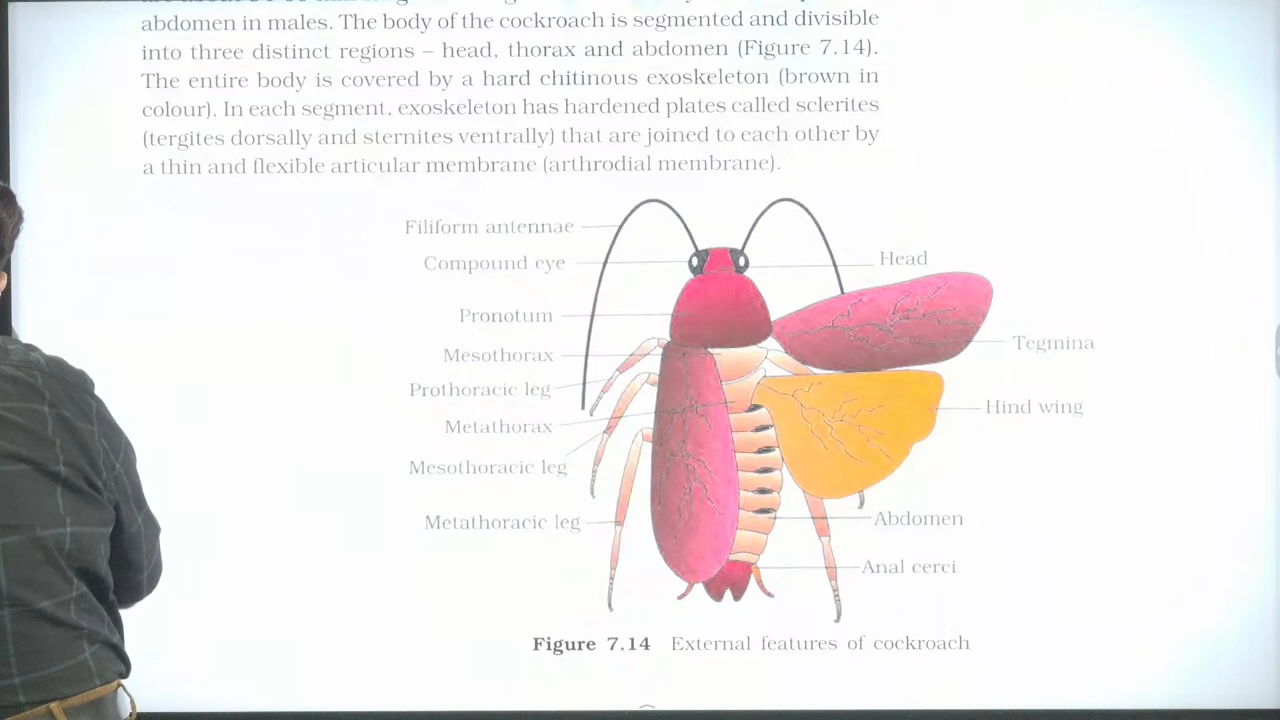 abdomen in males. The body of the cockroach is segmented and divisible
into three distinct regions – head, thorax and abdomen (Figure 7.14).
The entire body is covered by a hard chitinous exoskeleton (brown in
colour). In each segment, exoskeleton has hardened plates called sclerites
(tergites dorsally and sternites ventrally) that are joined to each other by
a thin and flexible articular membrane (arthrodial membrane).
Filiform antennae
Compound eye
Head
Pronotum
Tegmina
Mesothorax
Prothoracic leg
Hind wing
Metathorax
Mesothoracic leg
Metathoracic leg
Abdomen
Anal cerci
Figure 7.14 External features of cockroach